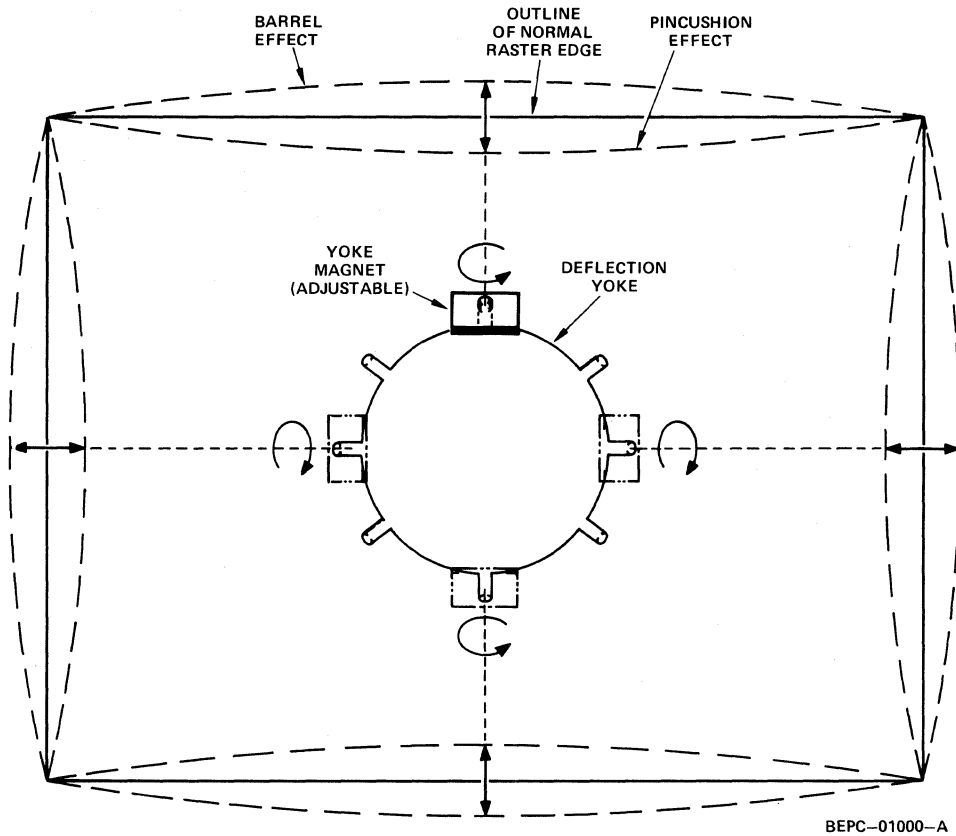 BARREL
EFFECT
OUTLINE
OF NORMAL
RASTER EDGE
PINCUSHION
EFFECT
YOKE
MAGNET
(ADJUSTABLE)
DEFLECTION
YOKE
BEPC–01000–A